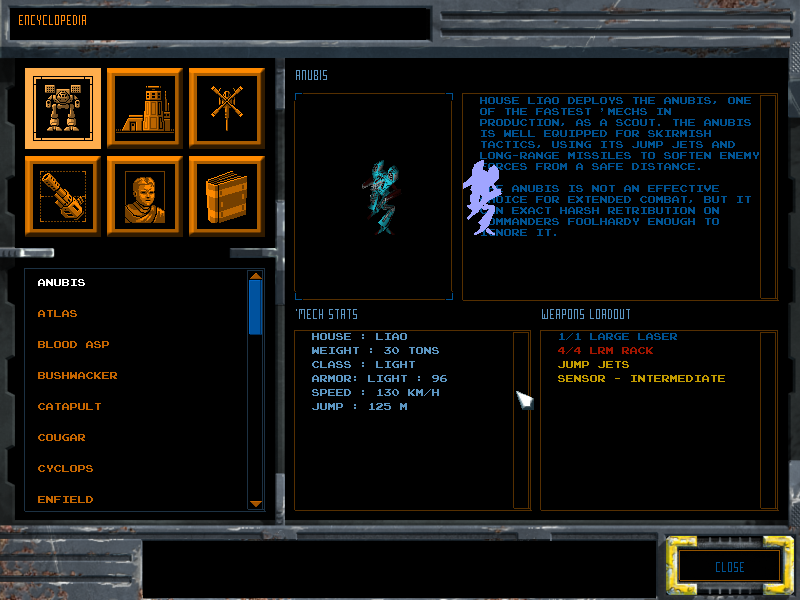 ENCYCLOPEDIA
ANUBIS
HOUSE LIAO DEPLOYS THE ANUBIS, ONE
OF THE FASTEST 'MECHS IN
PRODUCTION, AS A SCOUT. THE ANUBIS
IS WELL EQUIPPED FOR SKIRMISH
TACTICS, USING ITS JUMP JETS AND
LONG-RANGE MISSILES TO SOFTEN ENEMY
FROM A SAFE DISTANCE.
ANUBIS IS NOT AN EFFECTIVE
FOR EXTENDED COMBAT, BUT IT
EXACT HARSH RETRIBUTION ON
COMMANDERS FOOLHARDY ENOUGH TO
IGNORE IT.
ANUBIS
ATLAS
BLOOD ASP
BUSHWACKER
CATAPULT
COUGAR
CYCLOPS
ENFIELD
'MECH STATS
HOUSE : LIAO
WEIGHT : 30 TONS
CLASS : LIGHT
ARMOR: LIGHT : 96
SPEED : 130 KM/H
JUMP : 125 M
WEAPONS LOADOUT
1/1 LARGE LASER
4/4 LRM RACK
JUMP JETS
SENSOR - INTERMEDIATE
CLOSE